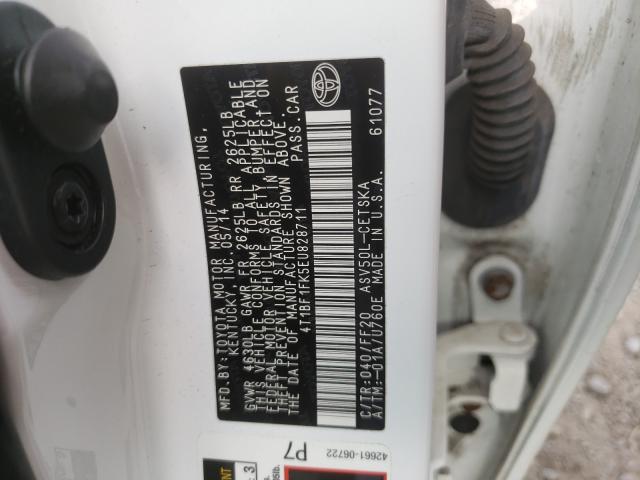 MFD.BY:TOYOTA MOTOR MANUFACTURING,
KENTUCKY, INC. 05/14
GVWR 4630LB GAWR FR 2625LB RR 2625LB
THIS VEHICLE CONFORMS TO ALL APPLICABLE
FEDERAL MOTOR VEHICLE SAFETY, BUMPER AND
THEFT PREVENTION STANDARDS IN EFFECT ON
THE DATE OF MANUFACTURE SHOWN ABOVE.
4T1BF1FK5EU828711 PASS.CAR
61077
C/TR:040/FF20 ASV50L-CETSKA
A/TM:-01A/U760E MADE IN U.S.A.
42661-06722
P7
3